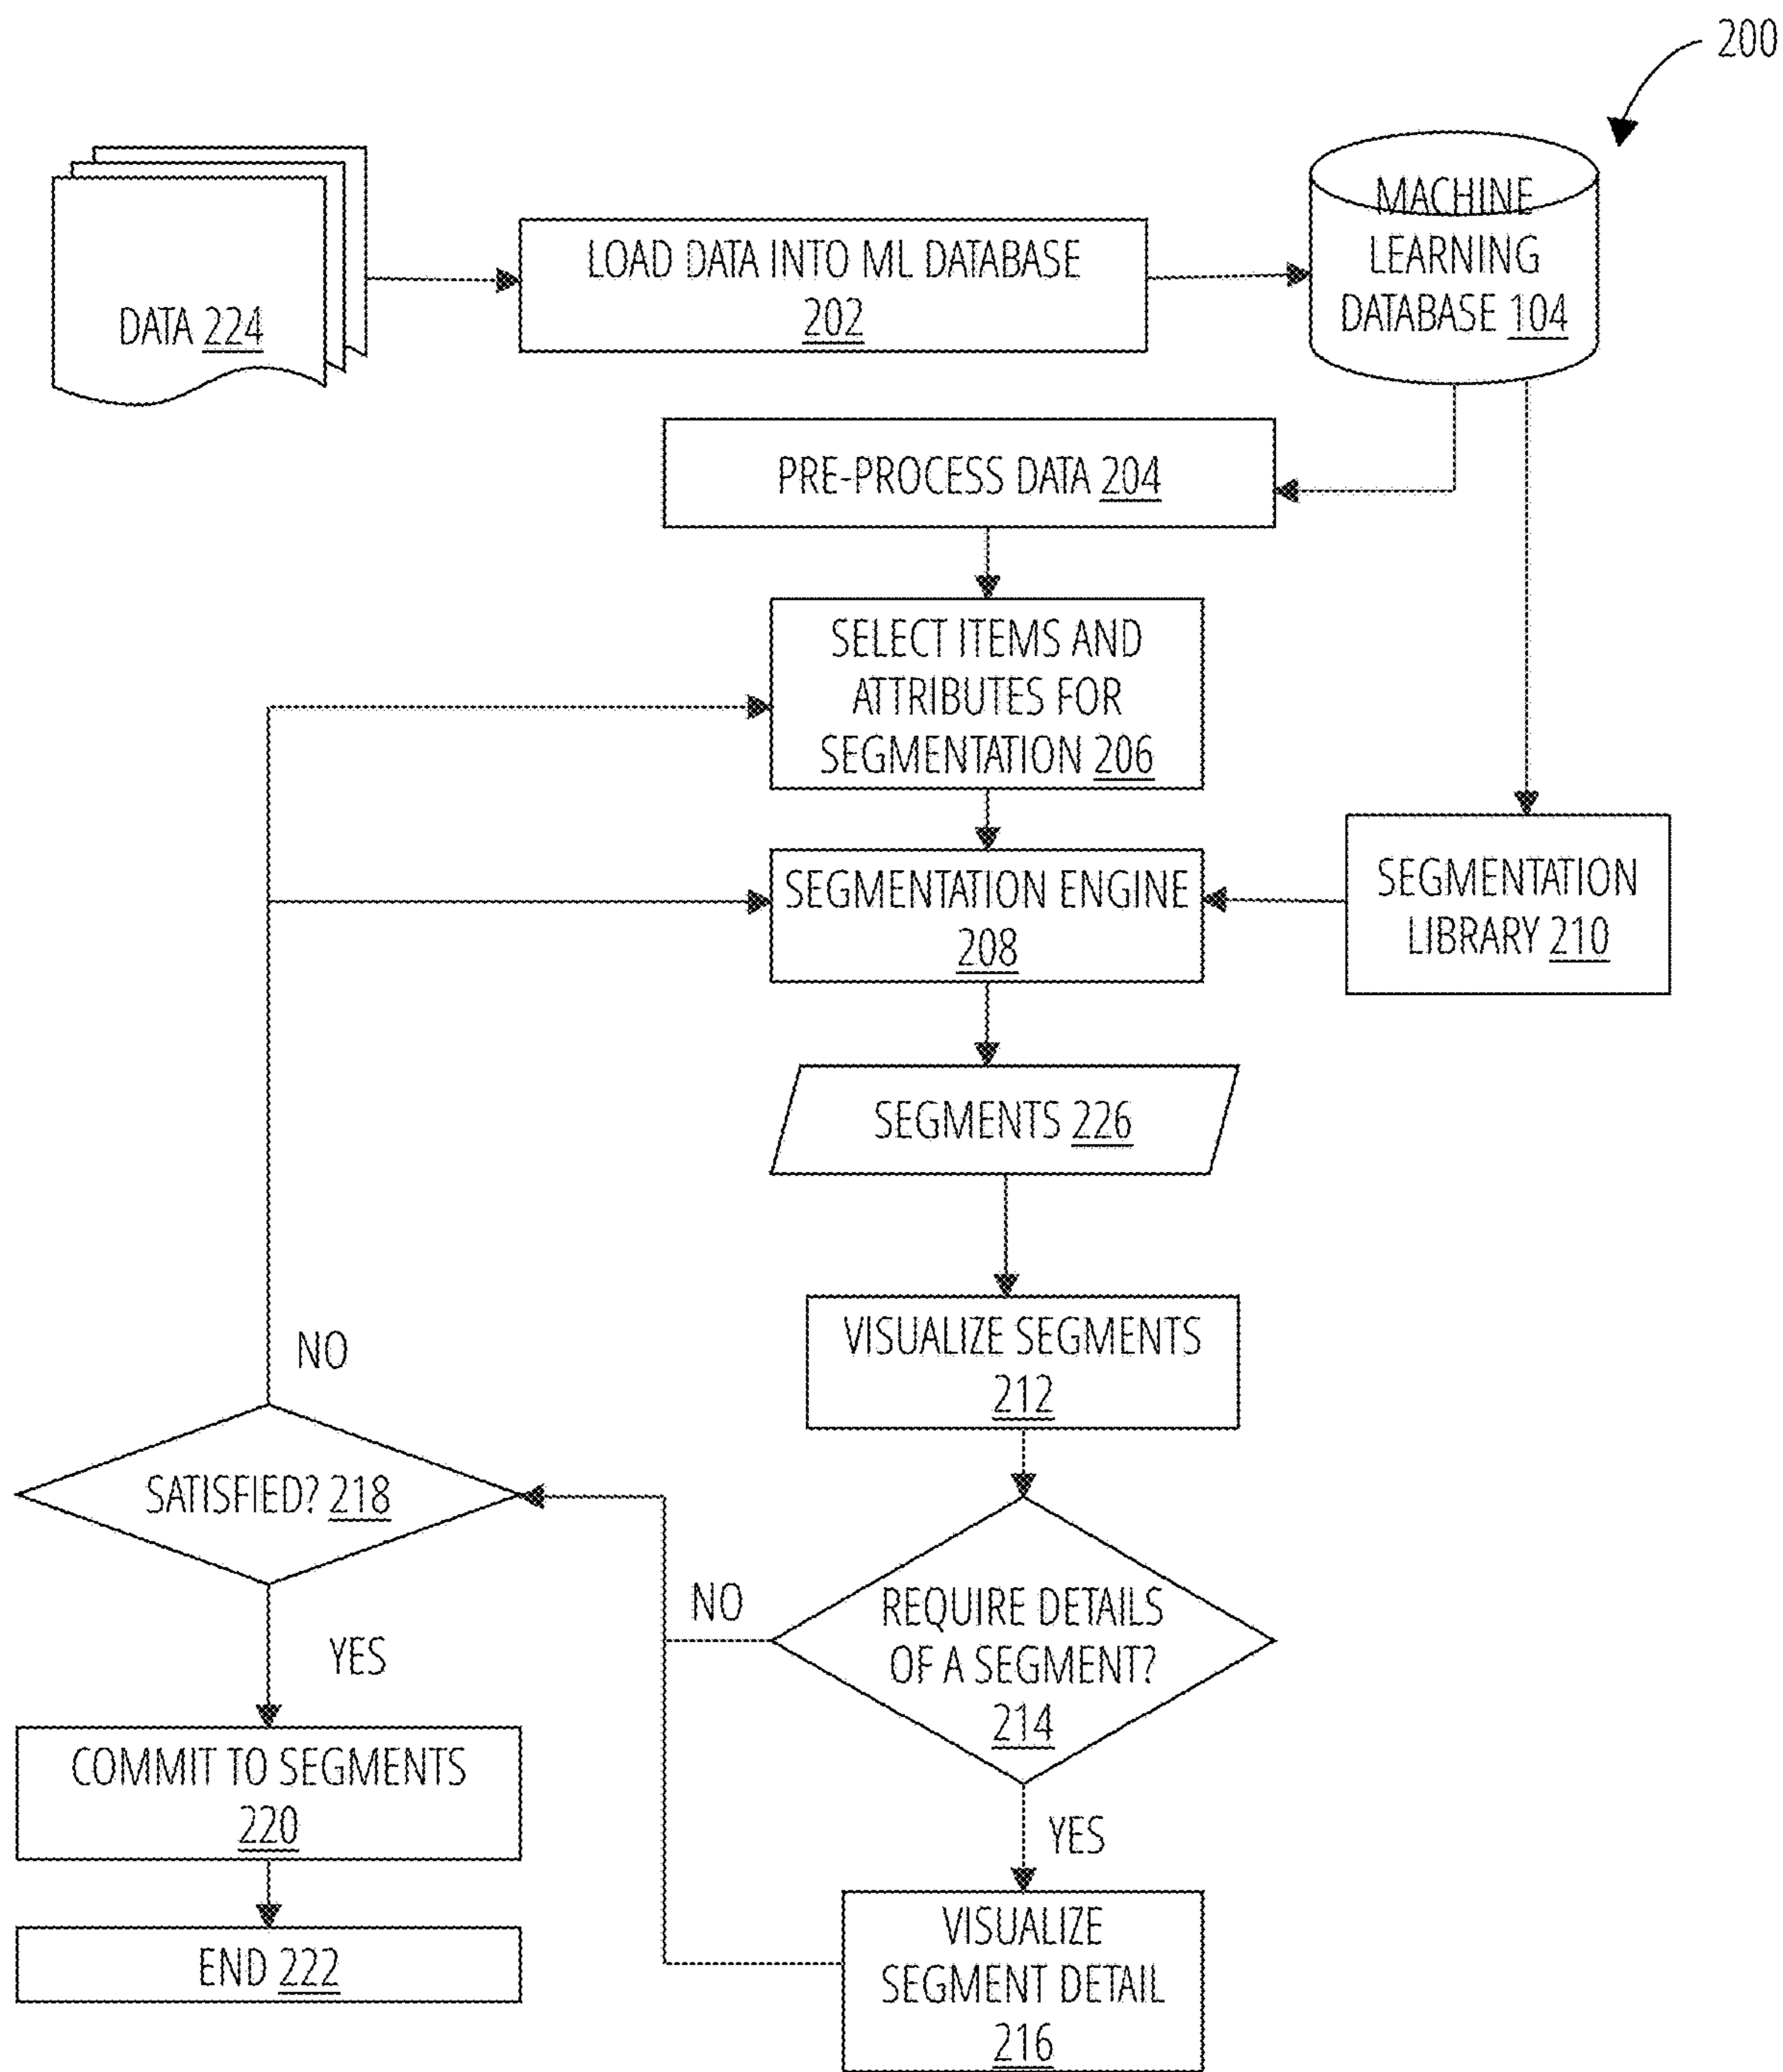 200
MACHINE
LEARNING
DATABASE 104
LOAD DATA INTO ML DATABASE
202
DATA 224
PRE-PROCESS DATA 204
SELECT ITEMS AND
ATTRIBUTES FOR
SEGMENTATION 206
SEGMENTATION ENGINE
208
SEGMENTATION
LIBRARY 210
SEGMENTS 226
VISUALIZE SEGMENTS
212
NO
SATISFIED? 218
NO
REQUIRE DETAILS
OF A SEGMENT?
214
YES
COMMIT TO SEGMENTS
220
YES
END 222
VISUALIZE
SEGMENT DETAIL
216